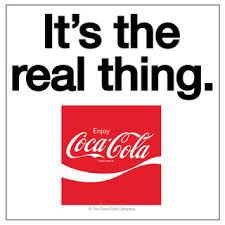 It's the
real thing.
Enjoy
Coca-Cola
© The Coca-Cola Company